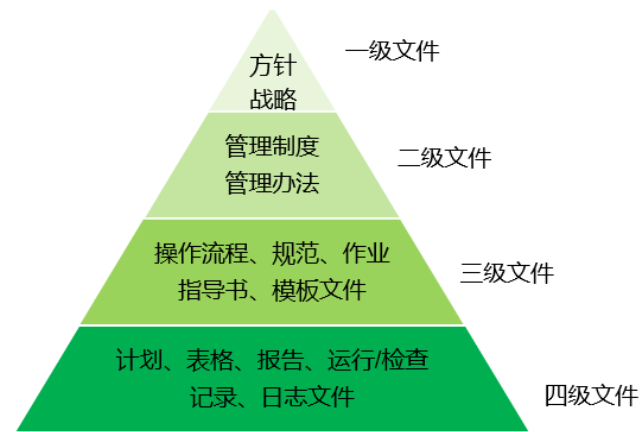 一级文件
方针
战略
管理制度
二级文件
管理办法
操作流程、规范、作业
三级文件
指导书、模板文件
计划、表格、报告、运行/检查
四级文件
记录、日志文件